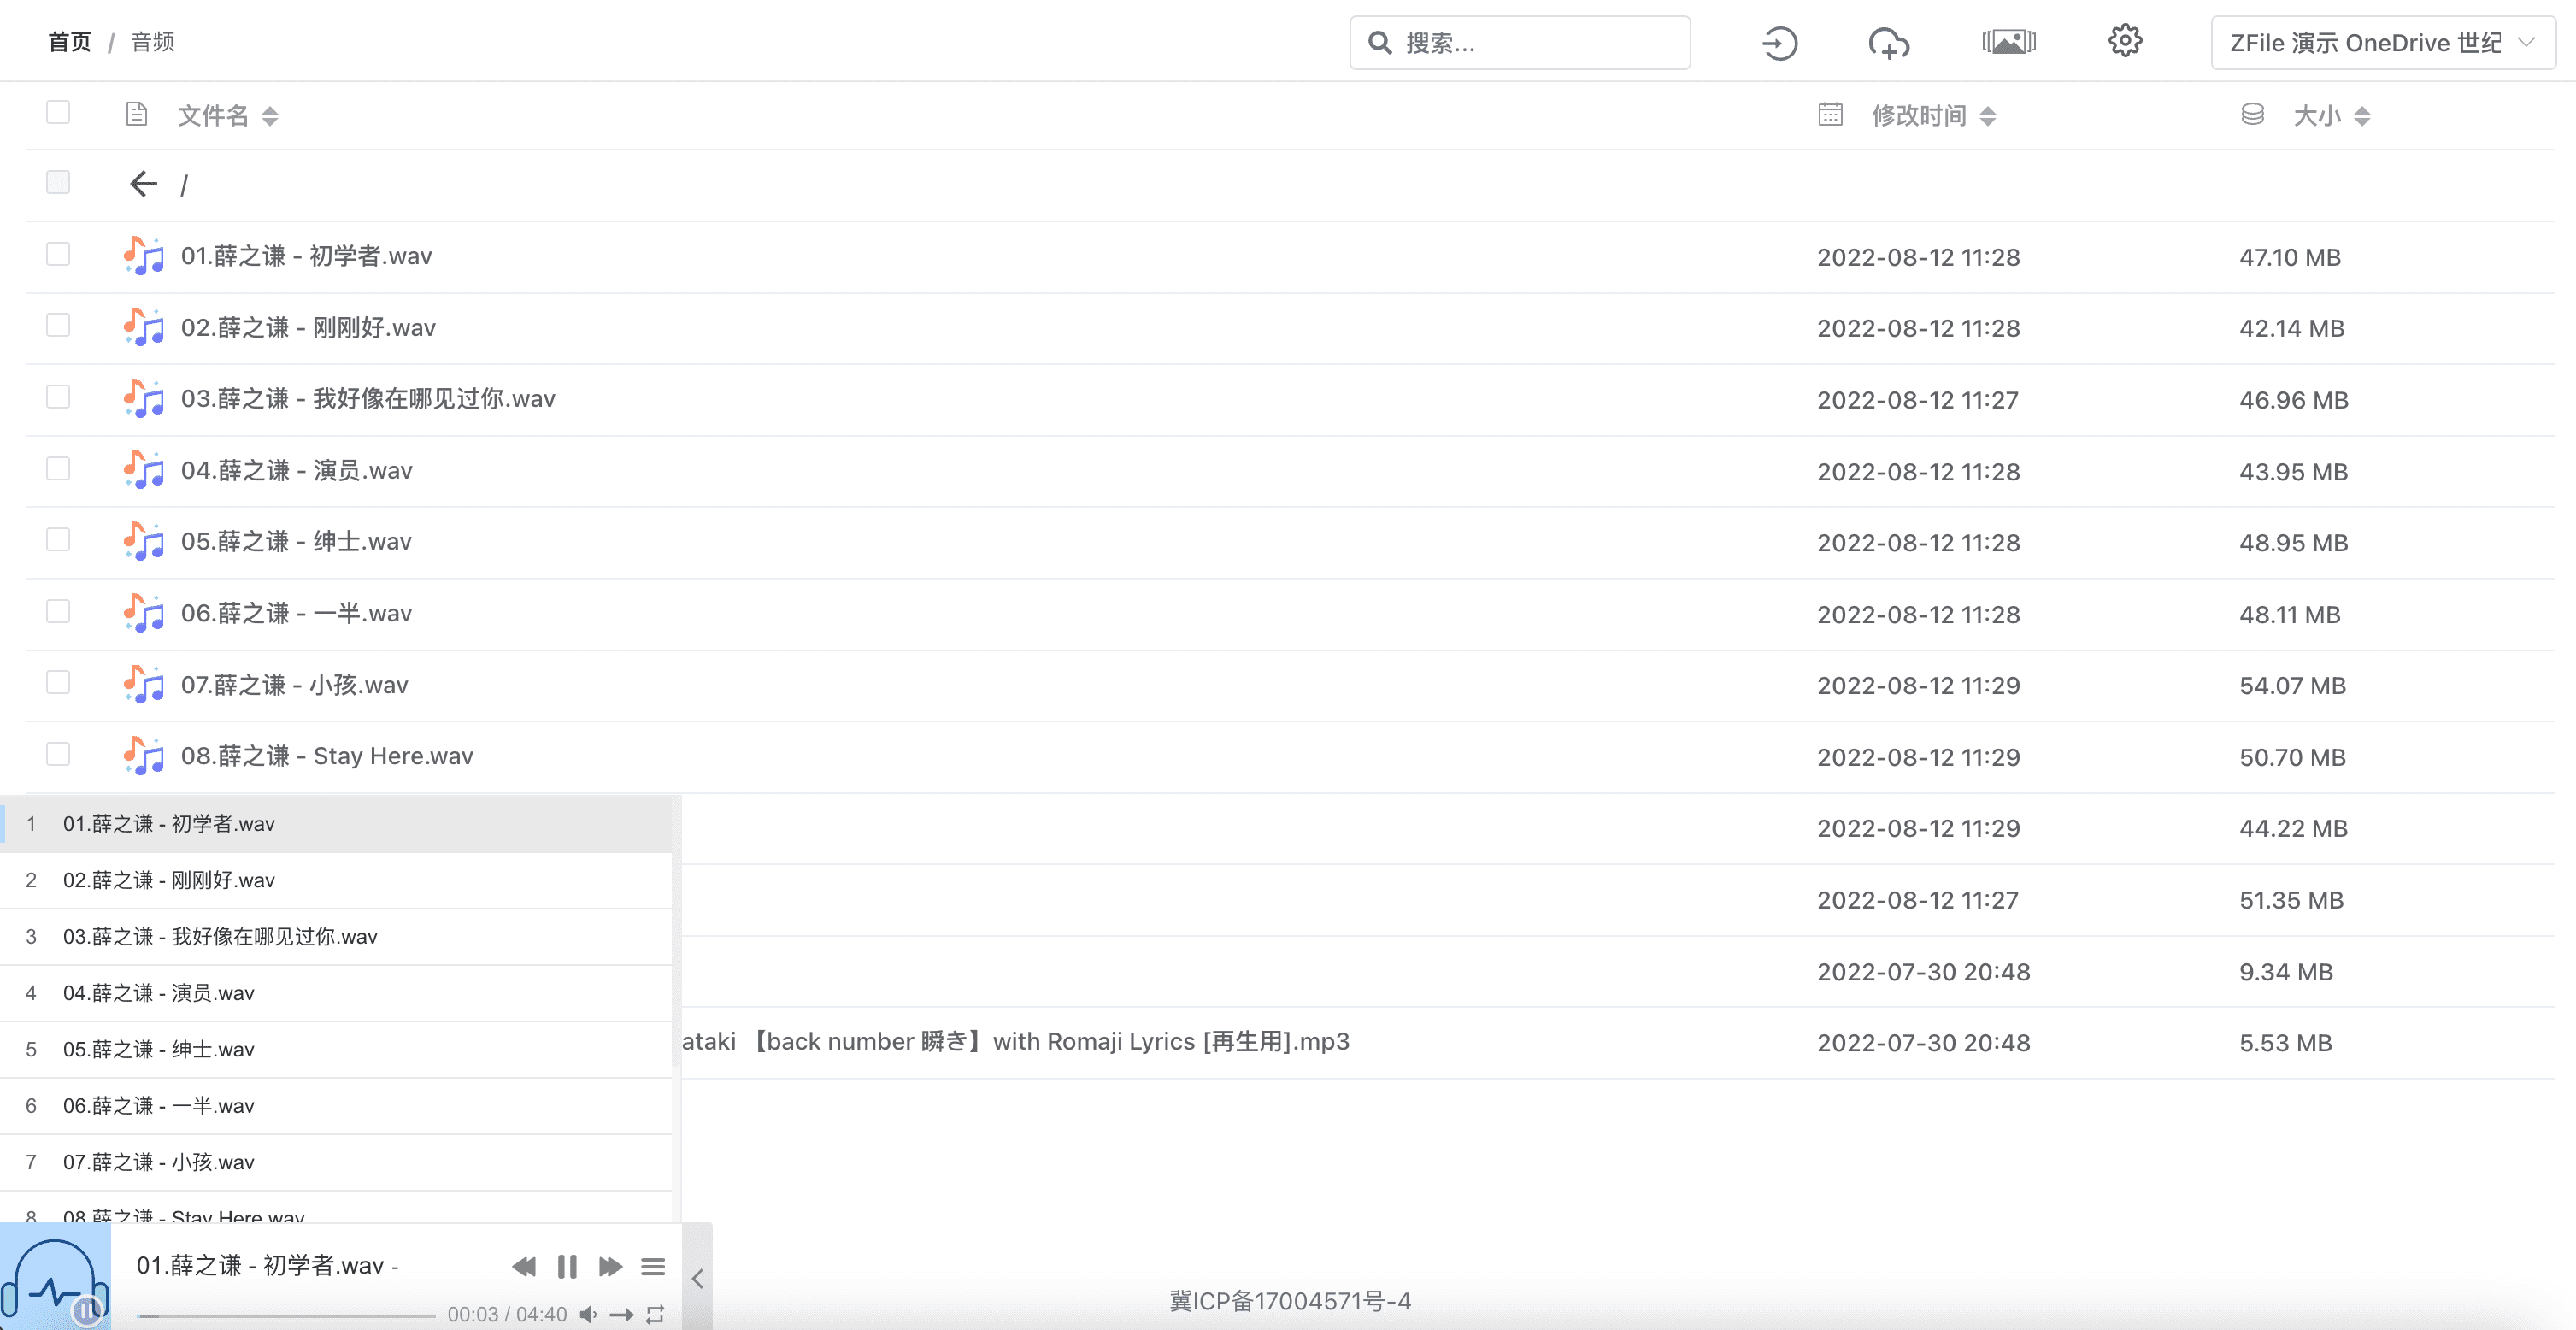 首页 / 音频
搜索...
ZFile 演示 OneDrive 世纪
文件名 修改时间 大小
/
01.薛之谦 - 初学者.wav 2022-08-12 11:28 47.10 MB
02.薛之谦 - 刚刚好.wav 2022-08-12 11:28 42.14 MB
03.薛之谦 - 我好像在哪见过你.wav 2022-08-12 11:27 46.96 MB
04.薛之谦 - 演员.wav 2022-08-12 11:28 43.95 MB
05.薛之谦 - 绅士.wav 2022-08-12 11:28 48.95 MB
06.薛之谦 - 一半.wav 2022-08-12 11:28 48.11 MB
07.薛之谦 - 小孩.wav 2022-08-12 11:29 54.07 MB
08.薛之谦 - Stay Here.wav 2022-08-12 11:29 50.70 MB
2022-08-12 11:29 44.22 MB
2022-08-12 11:27 51.35 MB
2022-07-30 20:48 9.34 MB
ataki 【back number 瞬き】with Romaji Lyrics [再生用].mp3 2022-07-30 20:48 5.53 MB
1 01.薛之谦 - 初学者.wav
2 02.薛之谦 - 刚刚好.wav
3 03.薛之谦 - 我好像在哪见过你.wav
4 04.薛之谦 - 演员.wav
5 05.薛之谦 - 绅士.wav
6 06.薛之谦 - 一半.wav
7 07.薛之谦 - 小孩.wav
8 08.薛之谦 - Stay Here.wav
01.薛之谦 - 初学者.wav -
00:03 / 04:40
冀ICP备17004571号-4